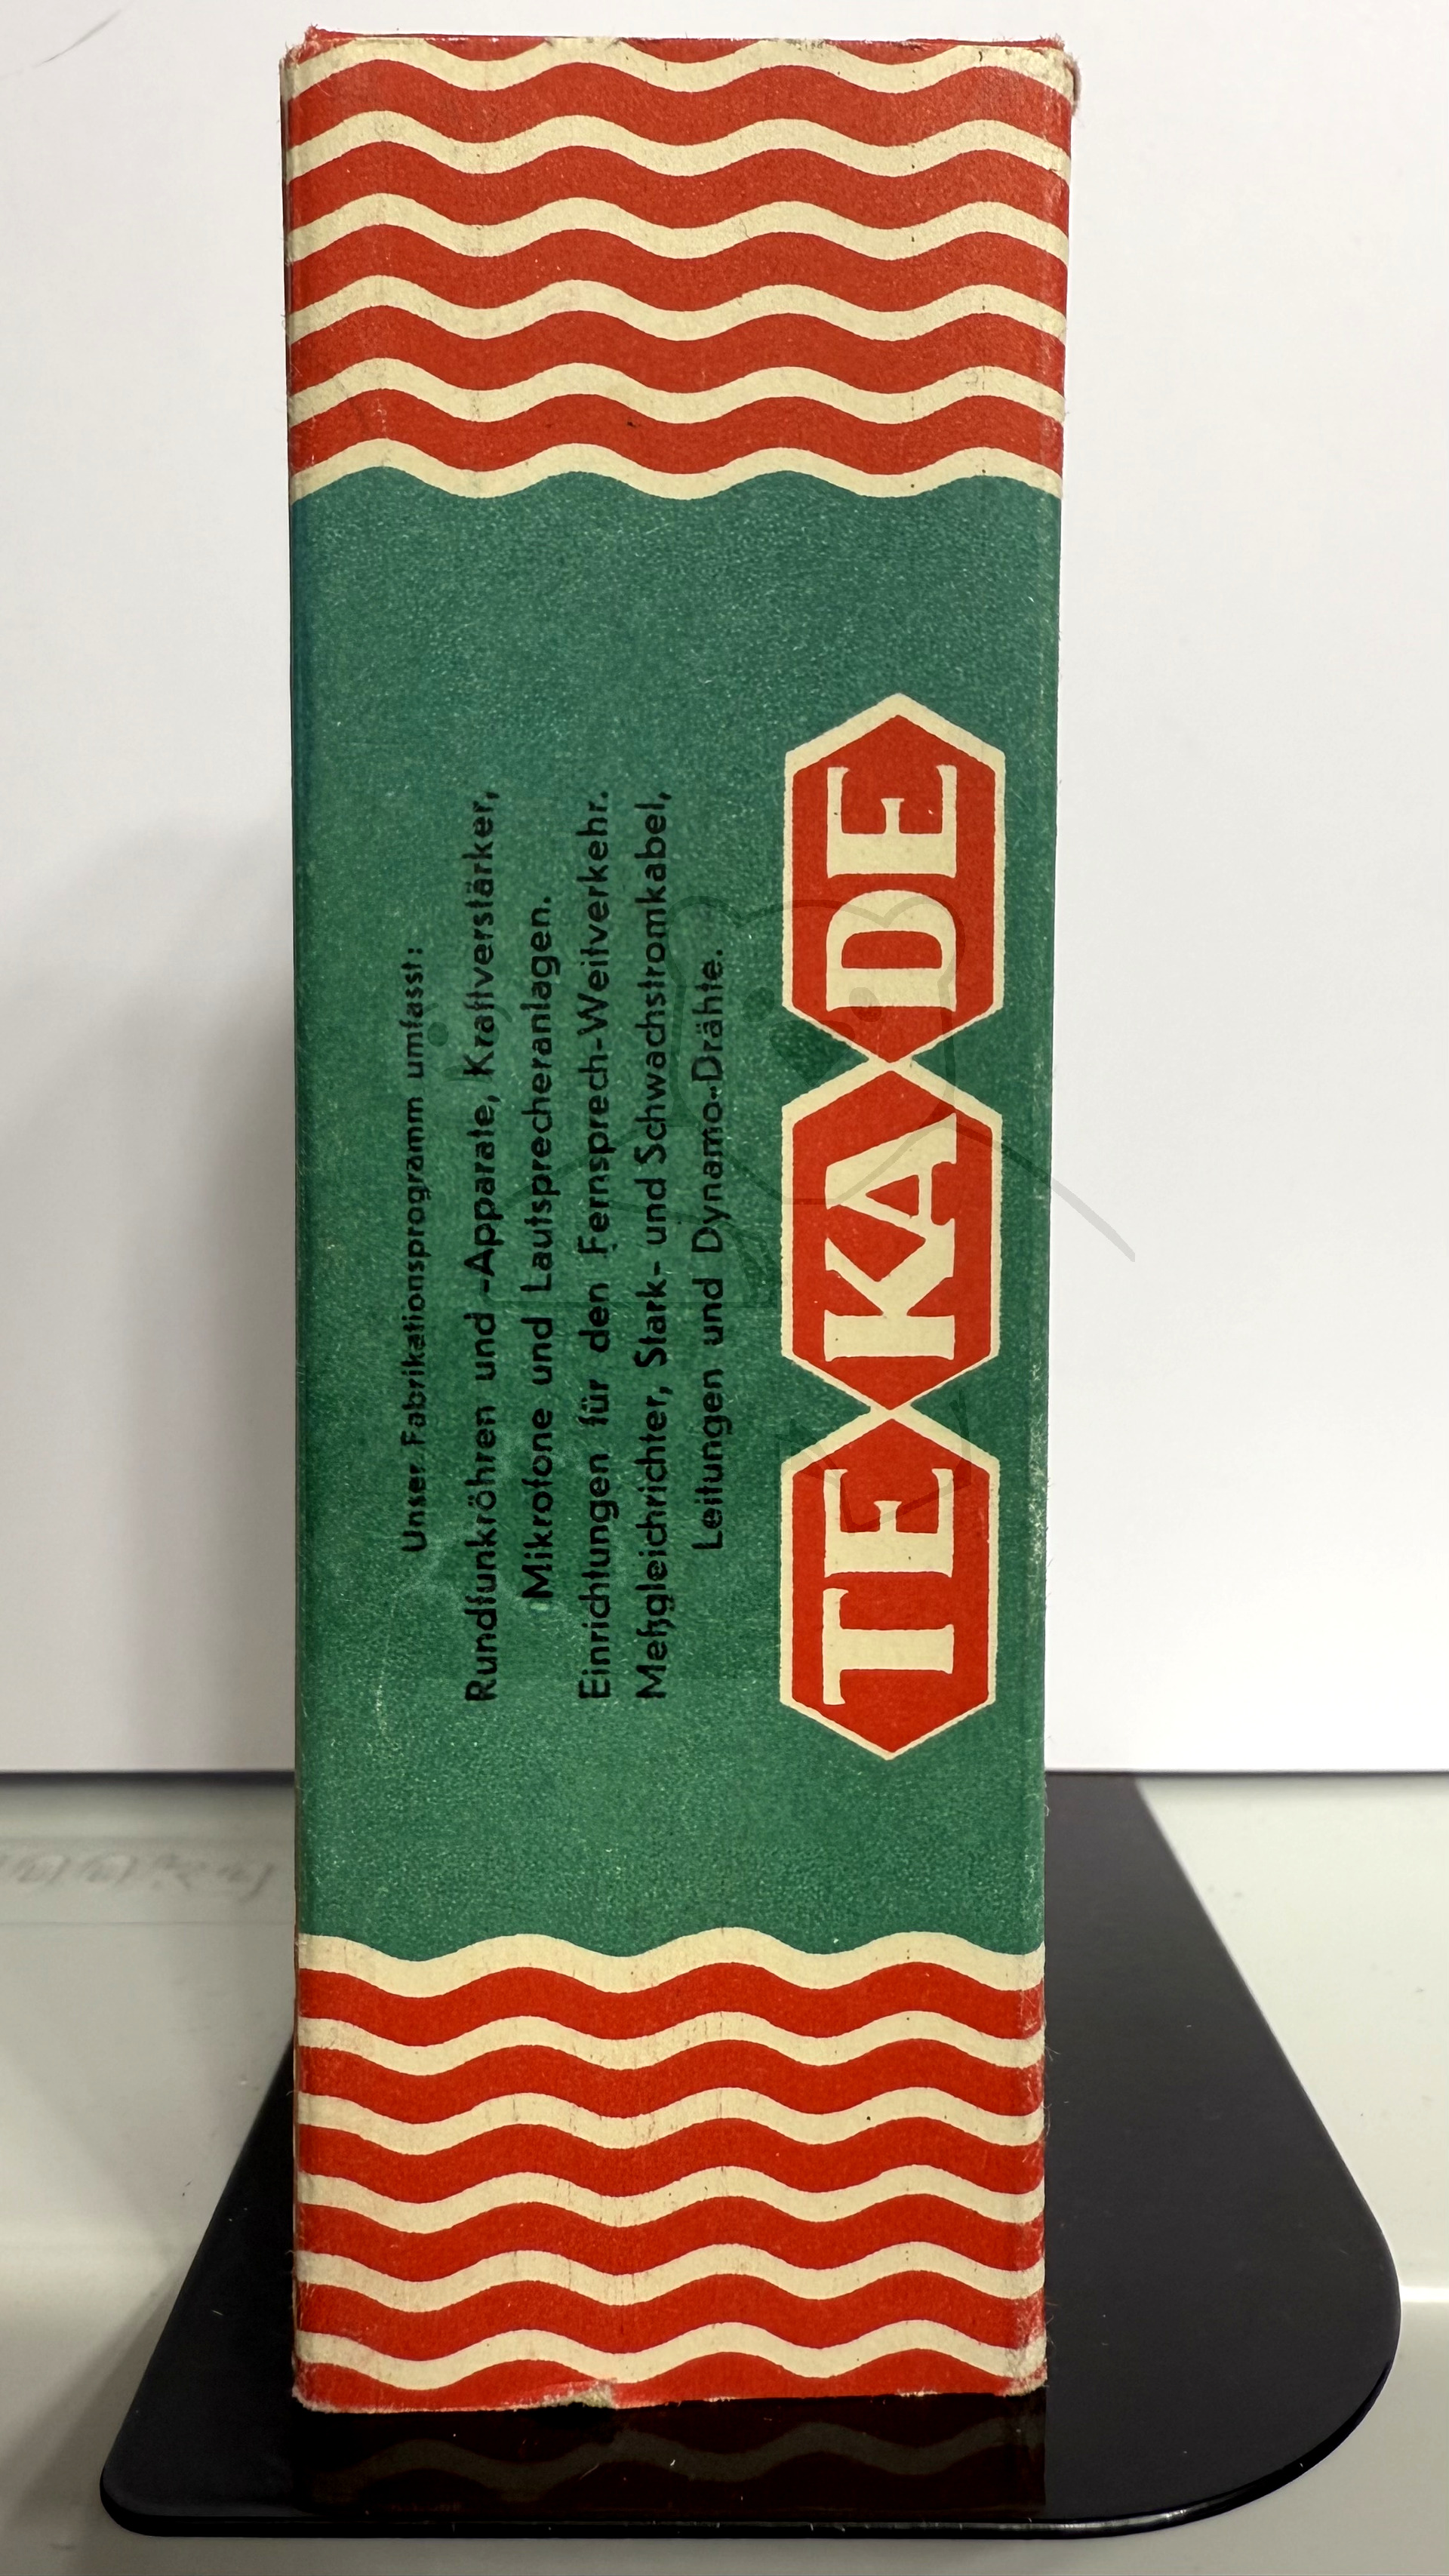 Unser Fabrikationsprogramm umfasst:
Rundfunkröhren und -Apparate, Kraftverstärker,
Mikrofone und Lautsprecheranlagen.
Einrichtungen für den Fernsprech-Weitverkehr.
Meßgleichrichter, Stark- und Schwachstromkabel,
Leitungen und Dynamo-Drähte.
TE KA DE